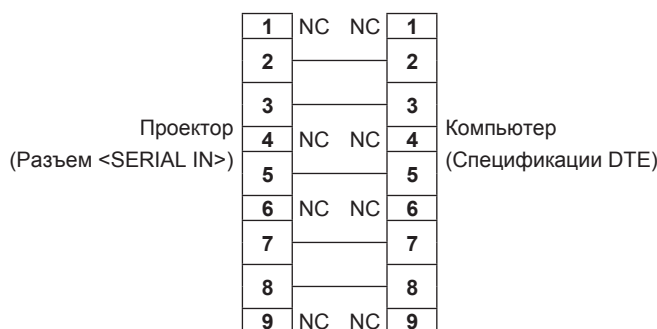 1 NC NC 1
2 2
3 3
Проектор
(Разъем <SERIAL IN>)
4 NC NC 4
Компьютер
(Спецификации DTE)
5 5
6 NC NC 6
7 7
8 8
9 NC NC 9